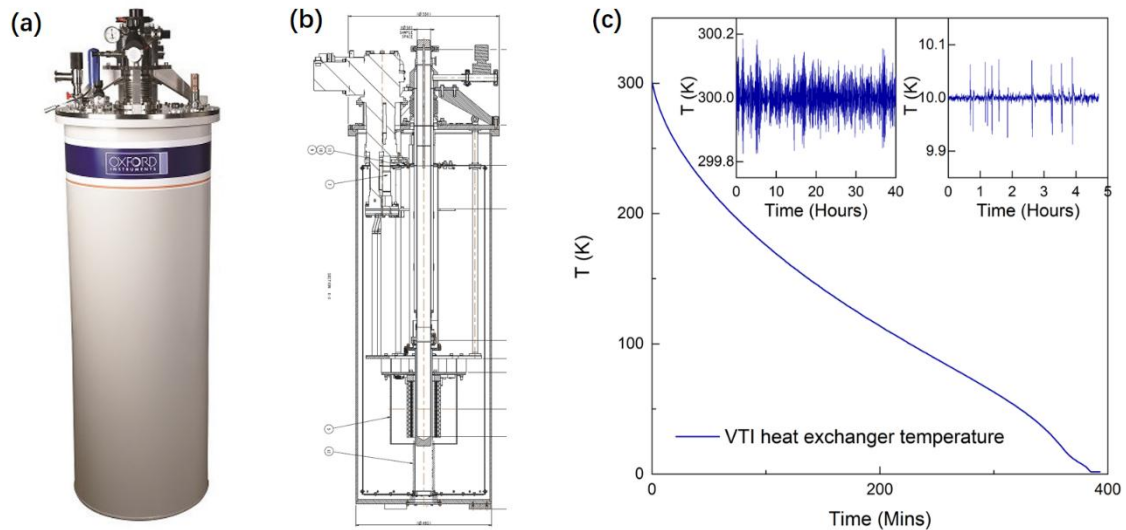 (a)
OXFORD
INSTRUMENTS
(b)
SAMPLE
SPACE
(c)
T (K)
300
200
100
0
0
200
400
Time (Mins)
VTI heat exchanger temperature
T (K)
300.2
300.0
299.8
0
10
20
30
40
Time (Hours)
T (K)
10.1
10.0
9.9
0
1
2
3
4
5
Time (Hours)